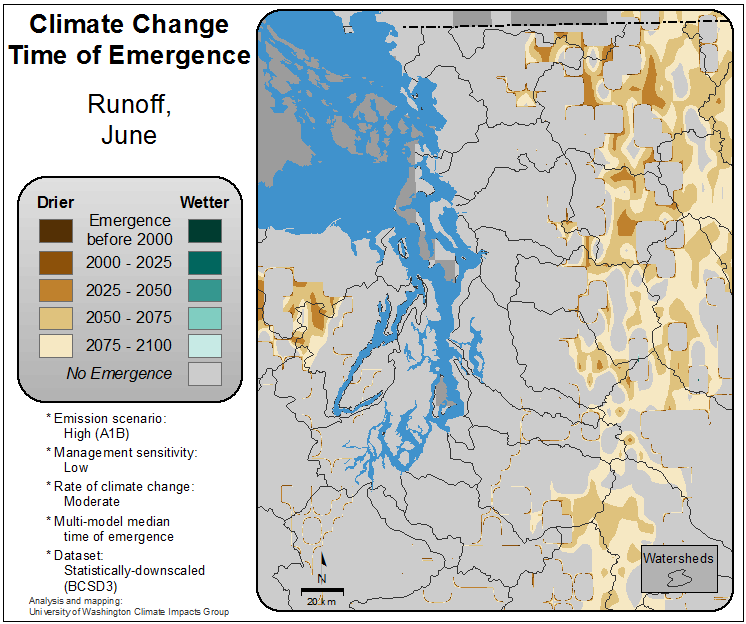 Climate Change
Time of Emergence
Runoff,
June
Drier
Wetter
Emergence
before 2000
2000 - 2025
2025 - 2050
2050 - 2075
2075 - 2100
No Emergence
* Emission scenario:
High (A1B)
* Management sensitivity:
Low
* Rate of climate change:
Moderate
* Multi-model median
time of emergence
* Dataset:
Statistically-downscaled
(BCSD3)
Analysis and mapping:
University of Washington Climate Impacts Group
N
20 km
Watersheds